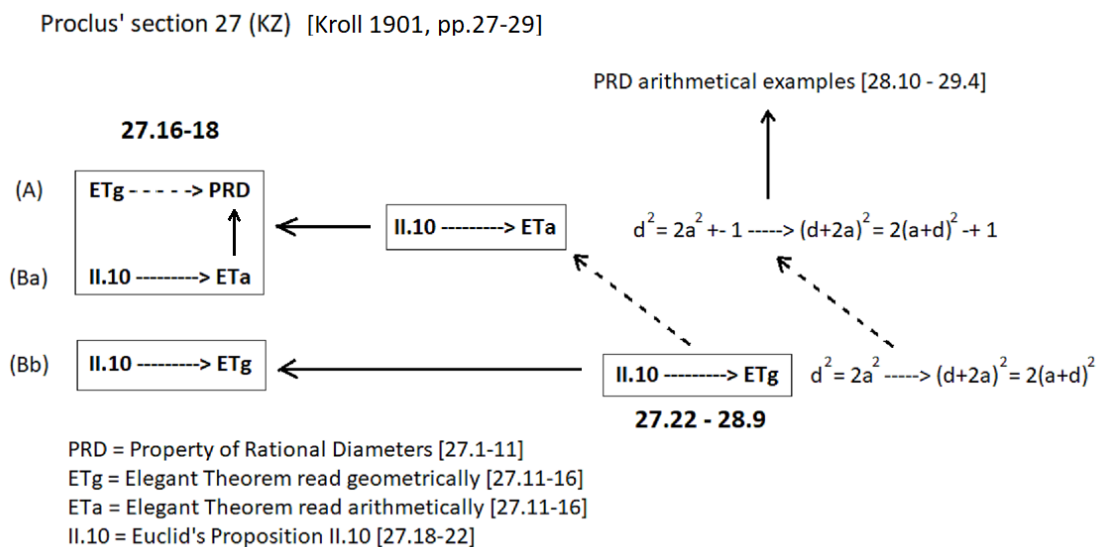 Proclus' section 27 (KZ) [Kroll 1901, pp.27-29]
PRD arithmetical examples [28.10 - 29.4]
27.16-18
(A) ETg - - - - -> PRD
II.10 ---------> ETa d² = 2a² +- 1 -----> (d+2a)² = 2(a+d)² -+ 1
(Ba) II.10 ---------> ETa
(Bb) II.10 ---------> ETg
II.10 ---------> ETg d² = 2a² -----> (d+2a)² = 2(a+d)²
27.22 - 28.9
PRD = Property of Rational Diameters [27.1-11]
ETg = Elegant Theorem read geometrically [27.11-16]
ETa = Elegant Theorem read arithmetically [27.11-16]
II.10 = Euclid's Proposition II.10 [27.18-22]